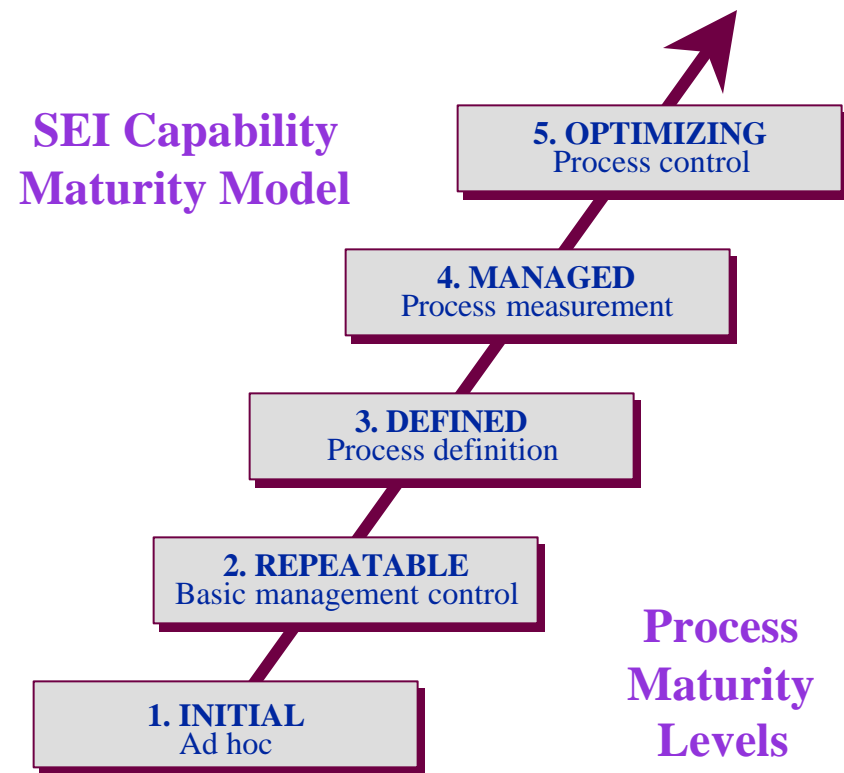 SEI Capability
Maturity Model
5. OPTIMIZING
Process control
4. MANAGED
Process measurement
3. DEFINED
Process definition
2. REPEATABLE
Basic management control
1. INITIAL
Ad hoc
Process
Maturity
Levels